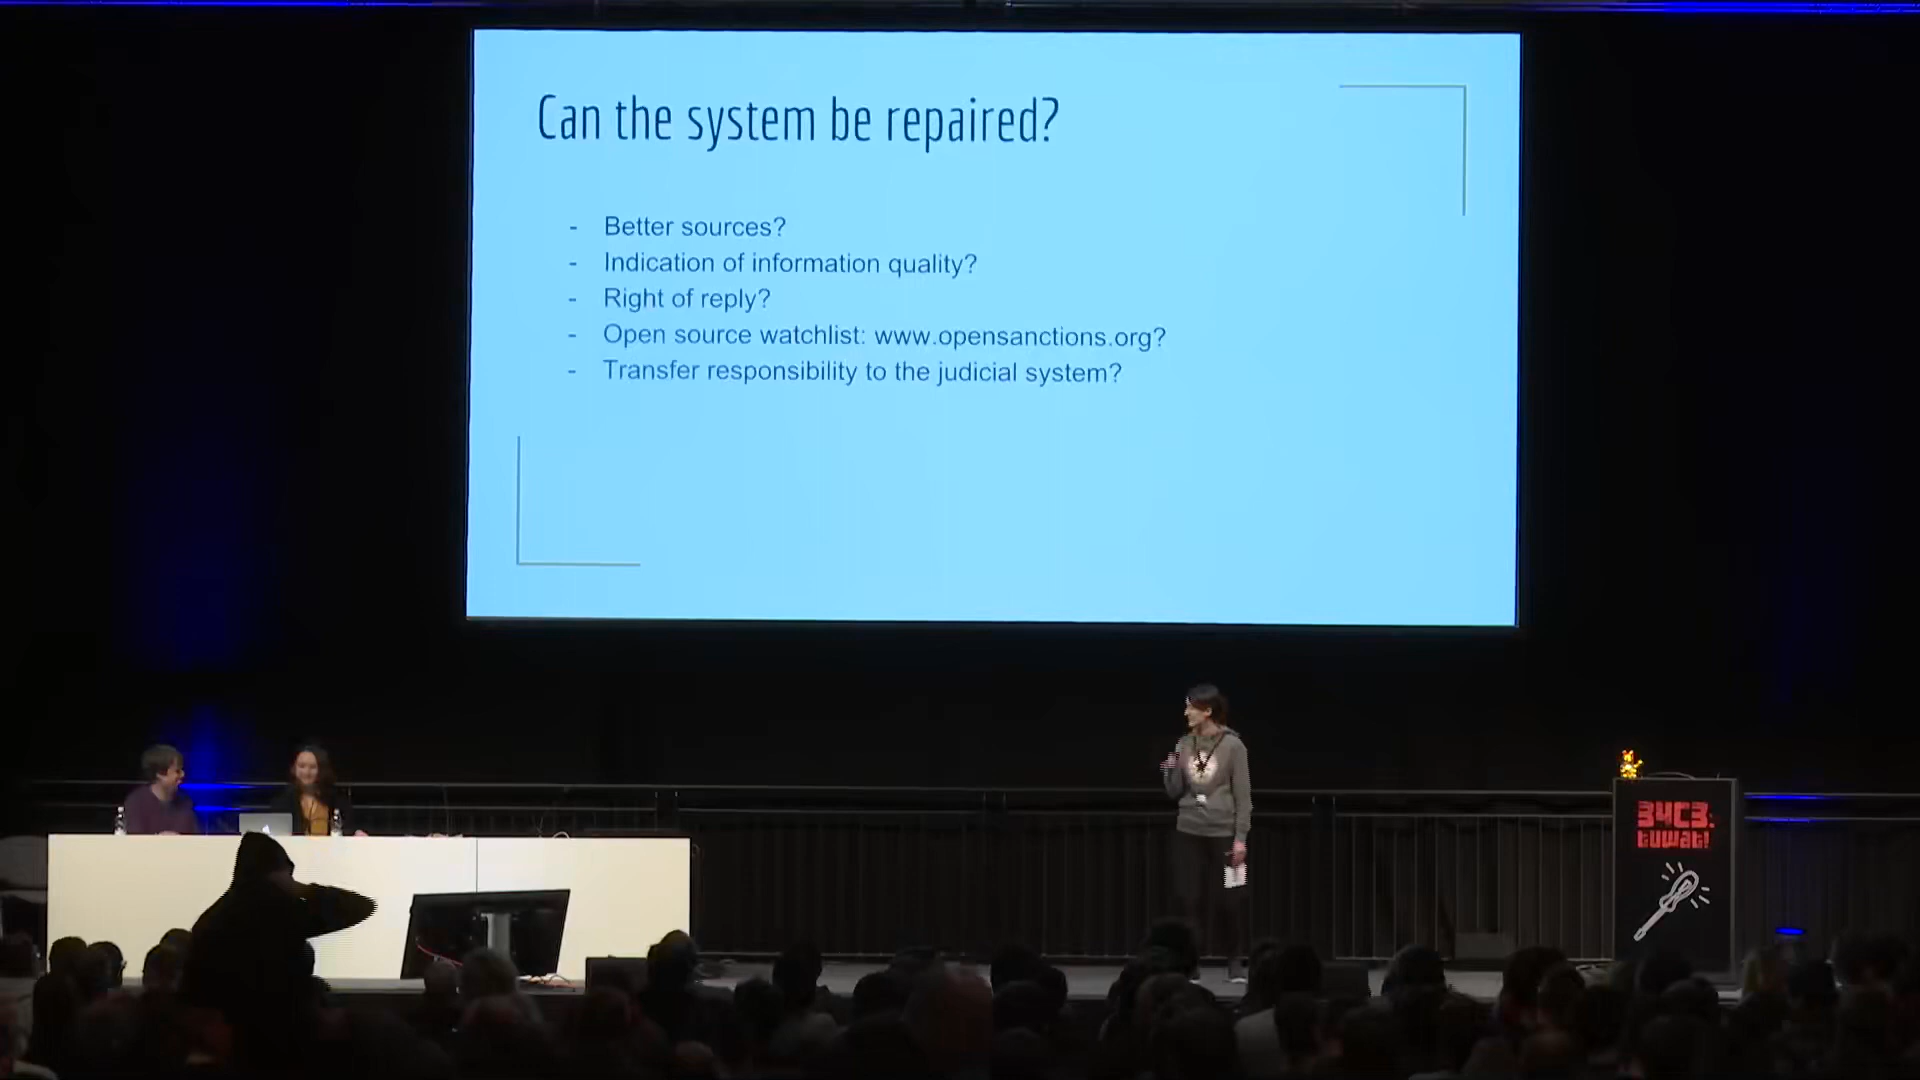 Can the system be repaired?
- Better sources?
- Indication of information quality?
- Right of reply?
- Open source watchlist: www.opensanctions.org?
- Transfer responsibility to the judicial system?
34C3.
tuwat!